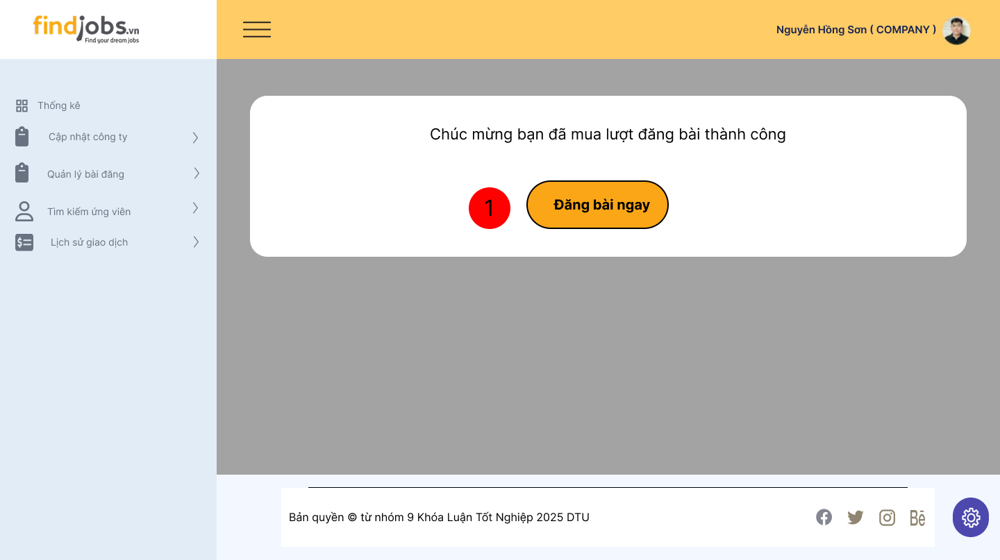 findjobs.vn
Find your dream jobs
Nguyễn Hồng Sơn ( COMPANY )
Thống kê
Cập nhật công ty
Quản lý bài đăng
Tìm kiếm ứng viên
Lịch sử giao dịch
Chúc mừng bạn đã mua lượt đăng bài thành công
1
Đăng bài ngay
Bản quyền © từ nhóm 9 Khóa Luận Tốt Nghiệp 2025 DTU